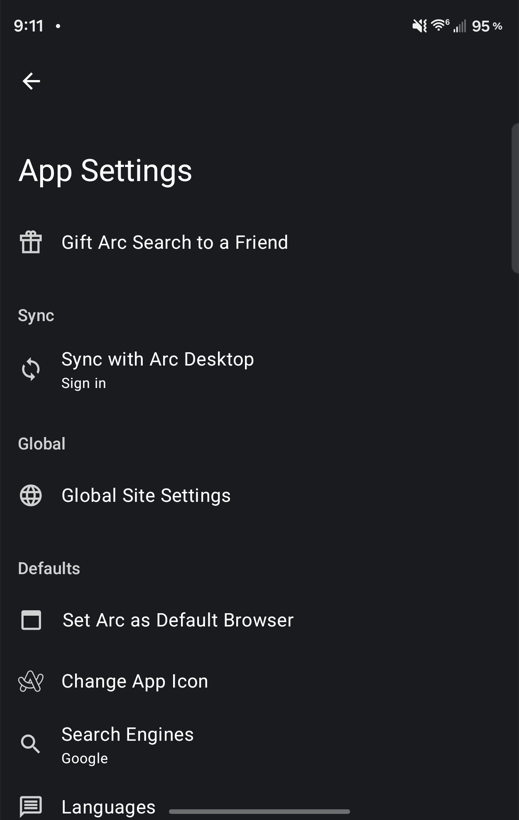 9:11
6 95 %
App Settings
Gift Arc Search to a Friend
Sync
Sync with Arc Desktop
Sign in
Global
Global Site Settings
Defaults
Set Arc as Default Browser
Change App Icon
Search Engines
Google
Languages